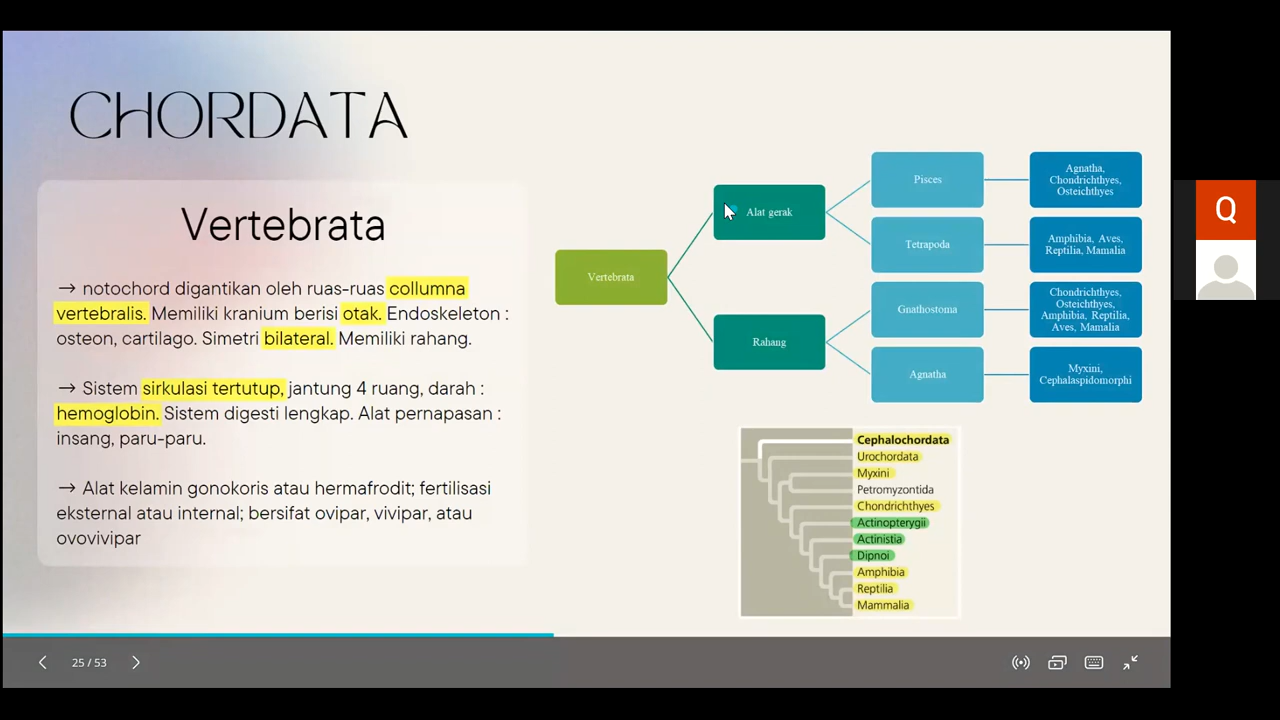 CHORDATA
Vertebrata
→ notochord digantikan oleh ruas-ruas collumna
vertebralis. Memiliki kranium berisi otak. Endoskeleton :
osteon, cartilago. Simetri bilateral. Memiliki rahang.
→ Sistem sirkulasi tertutup, jantung 4 ruang, darah :
hemoglobin. Sistem digesti lengkap. Alat pernapasan :
insang, paru-paru.
→ Alat kelamin gonokoris atau hermafrodit; fertilisasi
eksternal atau internal; bersifat ovipar, vivipar, atau
ovovivipar
Vertebrata
Alat gerak
Rahang
Pisces
Tetrapoda
Gnathostoma
Agnatha
Agnatha,
Chondrichthyes,
Osteichthyes
Amphibia, Aves,
Reptilia, Mamalia
Chondrichthyes,
Osteichthyes,
Amphibia, Reptilia,
Aves, Mamalia
Myxini,
Cephalaspidomorphi
Cephalochordata
Urochordata
Myxini
Petromyzontida
Chondrichthyes
Actinopterygii
Actinistia
Dipnoi
Amphibia
Reptilia
Mammalia
Q
25 / 53